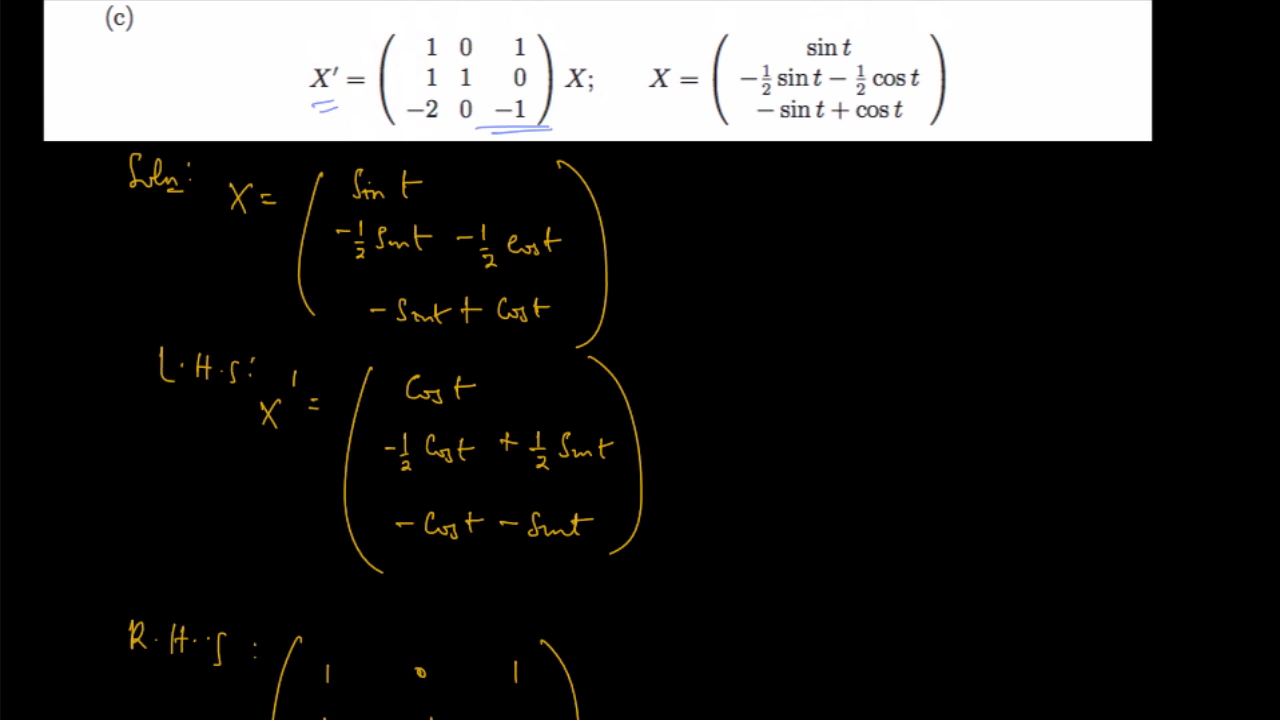 (c)
X′ = ( 1 0 1
1 1 0
−2 0 −1 ) X; X = ( sin t
−1/2 sin t − 1/2 cos t
− sin t + cos t )
Soln: X = ( Sin t
-1/2 Sint -1/2 Cost
- Sint + Cost )
L.H.S: X' = ( Cos t
-1/2 Cost + 1/2 Sint
- Cost - Sint )
R.H.S : ( 1 0 1 )